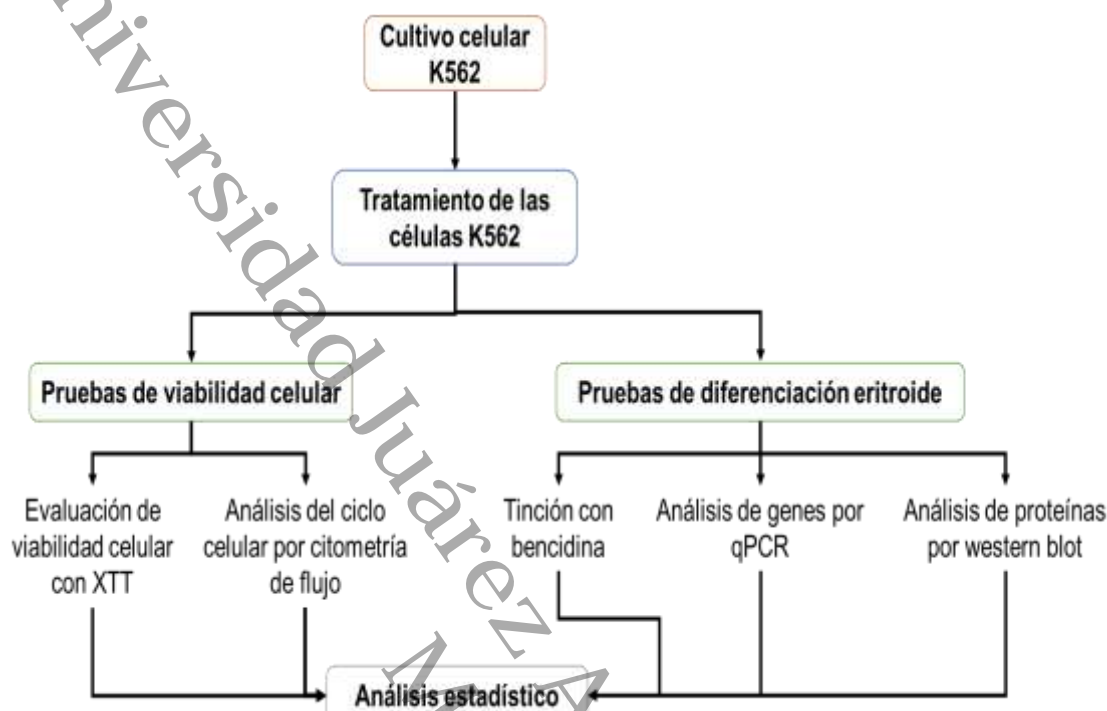 Cultivo celular
K562
Tratamiento de las
células K562
Pruebas de viabilidad celular
Pruebas de diferenciación eritroide
Evaluación de
viabilidad celular
con XTT
Análisis del ciclo
celular por citometría
de flujo
Tinción con
bencidina
Análisis de genes por
qPCR
Análisis de proteínas
por western blot
Análisis estadístico
niversidad Juárez A
M